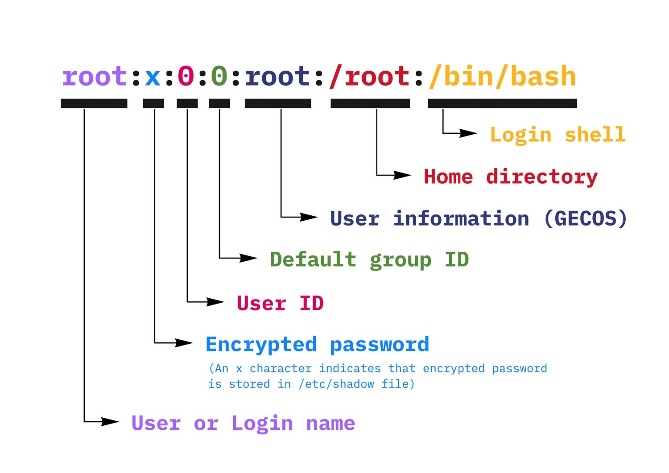 root:x:0:0:root:/root:/bin/bash
Login shell
Home directory
User information (GECOS)
Default group ID
User ID
Encrypted password
(An x character indicates that encrypted password
is stored in /etc/shadow file)
User or Login name